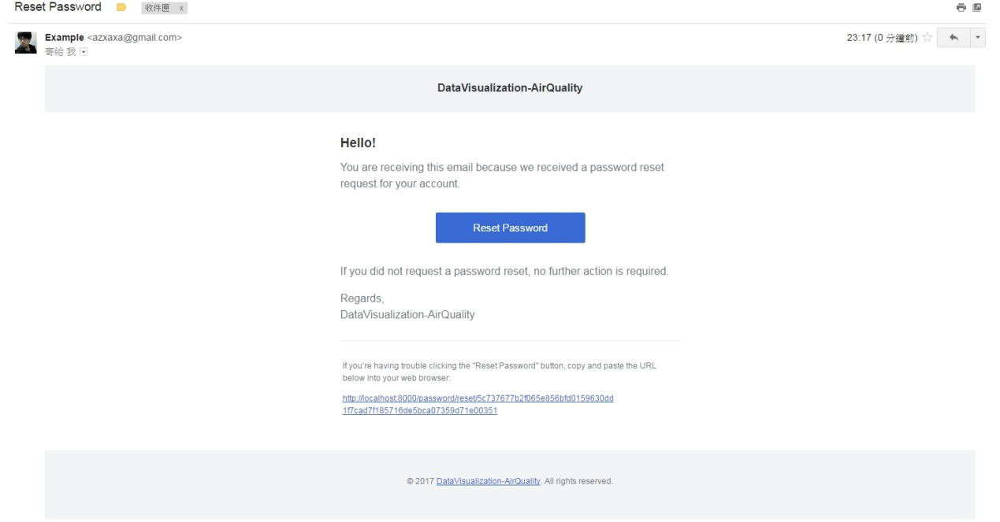 Reset Password
收件匣 x
Example <azxaxa@gmail.com>
23:17 (0 分鐘前)
寄給 我
DataVisualization-AirQuality
Hello!
You are receiving this email because we received a password reset
request for your account.
Reset Password
If you did not request a password reset, no further action is required.
Regards,
DataVisualization-AirQuality
If you're having trouble clicking the "Reset Password" button, copy and paste the URL
below into your web browser:
http://localhost:8000/password/reset/5c737677b2f065e856bfd0159630dd
1f7cad7f185716de5bca07359d71e00351
© 2017 DataVisualization-AirQuality. All rights reserved.